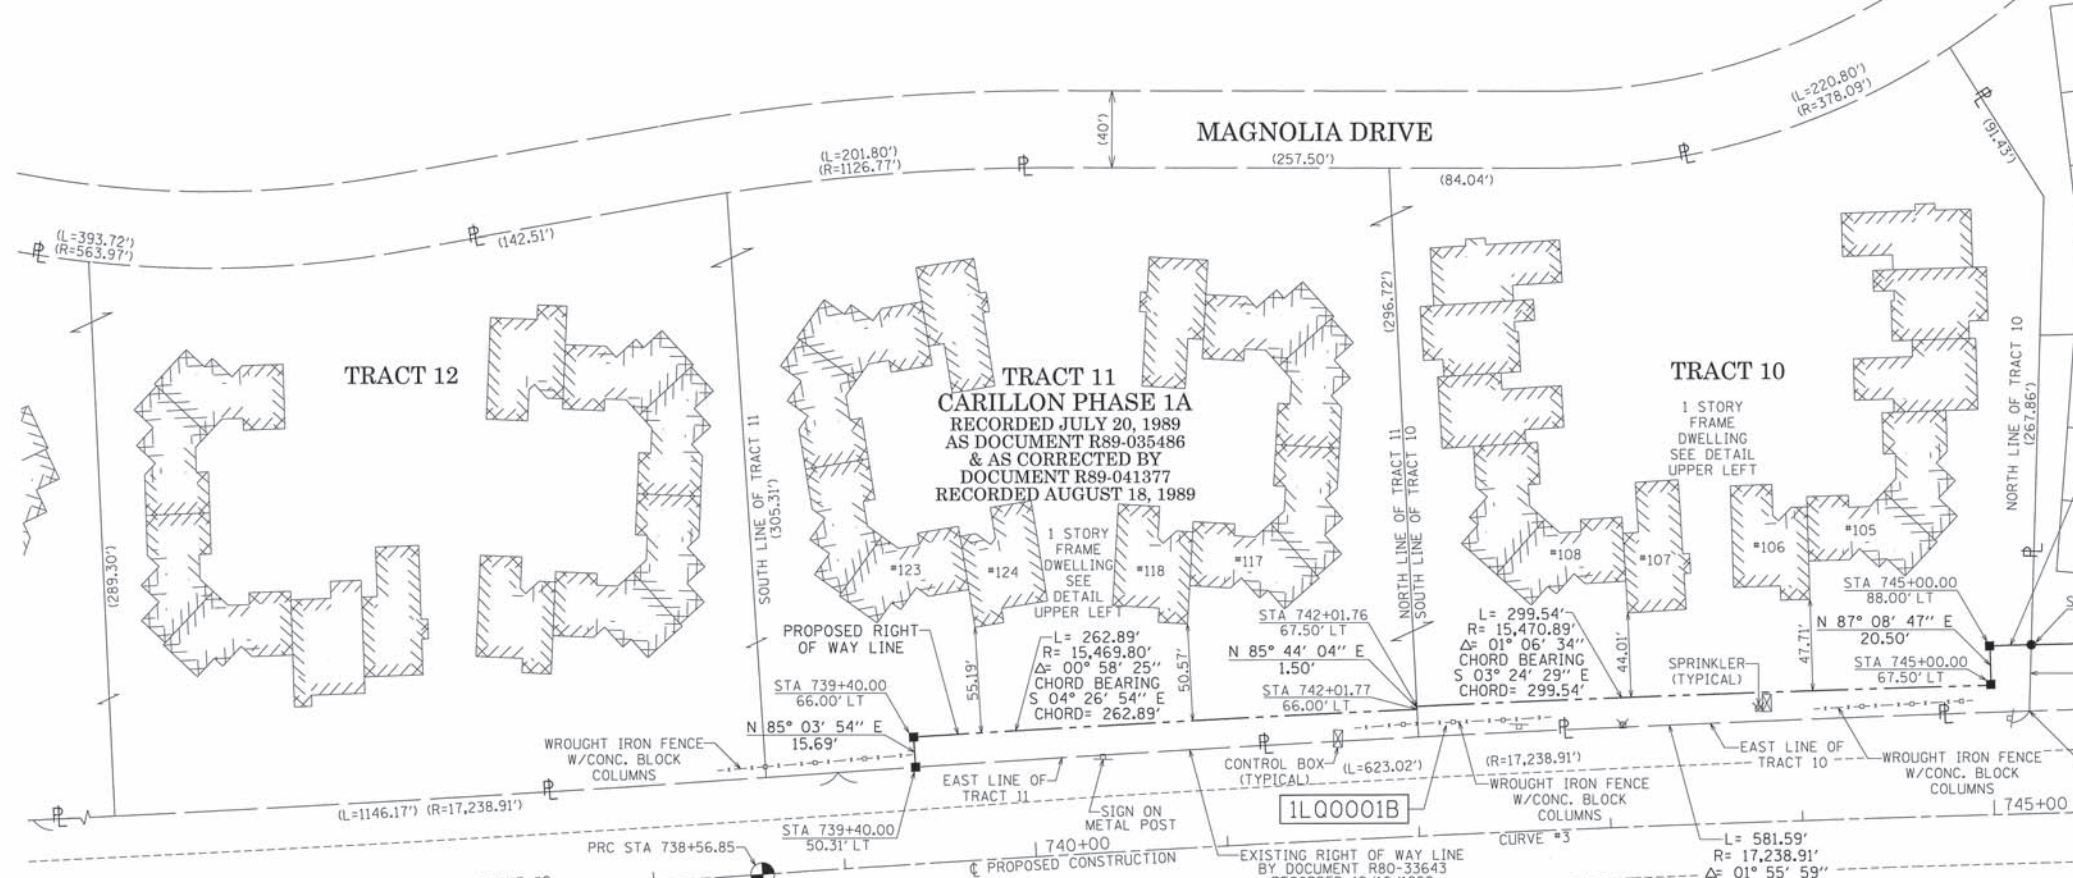 MAGNOLIA DRIVE
(40')
(257.50')
(84.04')
(L=201.80')
(R=1126.77')
(L=220.80')
(R=378.09')
(91.43')
(L=393.72')
(R=563.97')
(142.51')
(289.30')
TRACT 12
SOUTH LINE OF TRACT 11
(305.31')
TRACT 11
CARILLON PHASE 1A
RECORDED JULY 20, 1989
AS DOCUMENT R89-035486
& AS CORRECTED BY
DOCUMENT R89-041377
RECORDED AUGUST 18, 1989
1 STORY
FRAME
DWELLING
SEE
DETAIL
UPPER LEFT
#123
#124
#118
#117
(296.72')
NORTH LINE OF TRACT 11
SOUTH LINE OF TRACT 10
TRACT 10
1 STORY
FRAME
DWELLING
SEE DETAIL
UPPER LEFT
#108
#107
#106
#105
NORTH LINE OF TRACT 10
(267.86')
PROPOSED RIGHT
OF WAY LINE
STA 739+40.00
66.00' LT
N 85° 03' 54" E
15.69'
55.19'
L= 262.89'
R= 15,469.80'
Δ= 00° 58' 25"
CHORD BEARING
S 04° 26' 54" E
CHORD= 262.89'
50.57'
STA 742+01.76
67.50' LT
N 85° 44' 04" E
1.50'
STA 742+01.77
66.00' LT
L= 299.54'
R= 15,470.89'
Δ= 01° 06' 34"
CHORD BEARING
S 03° 24' 29" E
CHORD= 299.54'
44.01'
SPRINKLER
(TYPICAL)
47.71'
STA 745+00.00
88.00' LT
N 87° 08' 47" E
20.50'
STA 745+00.00
67.50' LT
WROUGHT IRON FENCE
W/CONC. BLOCK
COLUMNS
(L=1146.17') (R=17,238.91')
EAST LINE OF
TRACT 11
STA 739+40.00
50.31' LT
SIGN ON
METAL POST
CONTROL BOX
(TYPICAL)
(L=623.02')
(R=17,238.91')
1LQ0001B
WROUGHT IRON FENCE
W/CONC. BLOCK
COLUMNS
EAST LINE OF
TRACT 10
WROUGHT IRON FENCE
W/CONC. BLOCK
COLUMNS
745+00
PRC STA 738+56.85
740+00
PROPOSED CONSTRUCTION
EXISTING RIGHT OF WAY LINE
BY DOCUMENT R80-33643
CURVE #3
L= 581.59'
R= 17,238.91'
Δ= 01° 55' 59"